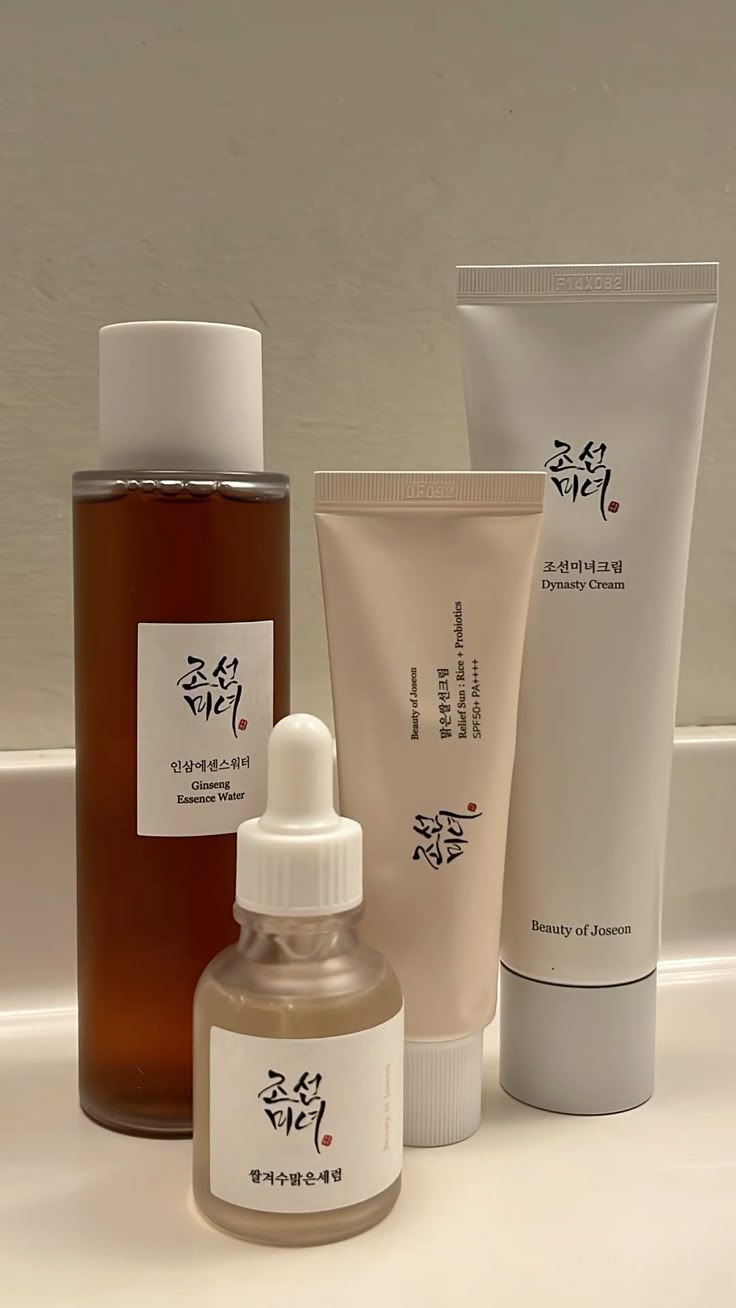 조선
미녀
인삼에센스워터
Ginseng
Essence Water
조선
미녀
Beauty of Joseon
쌀겨수맑은세럼
DF092
Beauty of Joseon
맑은쌀선크림
Relief Sun : Rice + Probiotics
SPF50+ PA++++
조선
미녀
F14X082
조선
미녀
조선미녀크림
Dynasty Cream
Beauty of Joseon